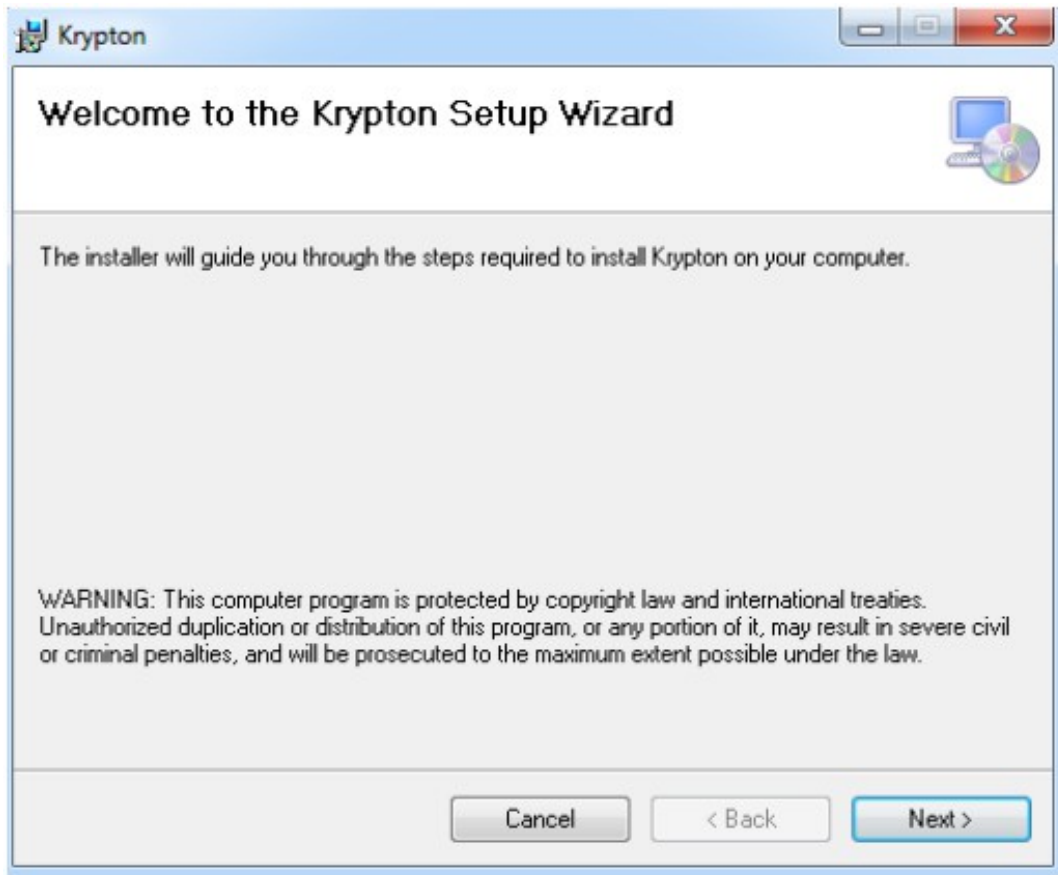 Krypton
Welcome to the Krypton Setup Wizard
The installer will guide you through the steps required to install Krypton on your computer.
WARNING: This computer program is protected by copyright law and international treaties.
Unauthorized duplication or distribution of this program, or any portion of it, may result in severe civil
or criminal penalties, and will be prosecuted to the maximum extent possible under the law.
Cancel
< Back
Next >